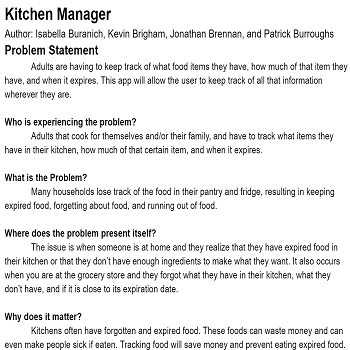 Kitchen Manager
Author: Isabella Buranich, Kevin Brigham, Jonathan Brennan, and Patrick Burroughs
Problem Statement
Adults are having to keep track of what food items they have, how much of that item they
have, and when it expires. This app will allow the user to keep track of all that information
wherever they are.
Who is experiencing the problem?
Adults that cook for themselves and/or their family, and have to track what items they
have in their kitchen, how much of that certain item, and when it expires.
What is the Problem?
Many households lose track of the food in their pantry and fridge, resulting in keeping
expired food, forgetting about food, and running out of food.
Where does the problem present itself?
The issue is when someone is at home and they realize that they have expired food in
their kitchen or that they don't have enough ingredients to make what they want. It also occurs
when you are at the grocery store and they forgot what they have in their kitchen, what they
don't have, and if it is close to its expiration date.
Why does it matter?
Kitchens often have forgotten and expired food. These foods can waste money and can
even make people sick if eaten. Tracking food will save money and prevent eating expired food.